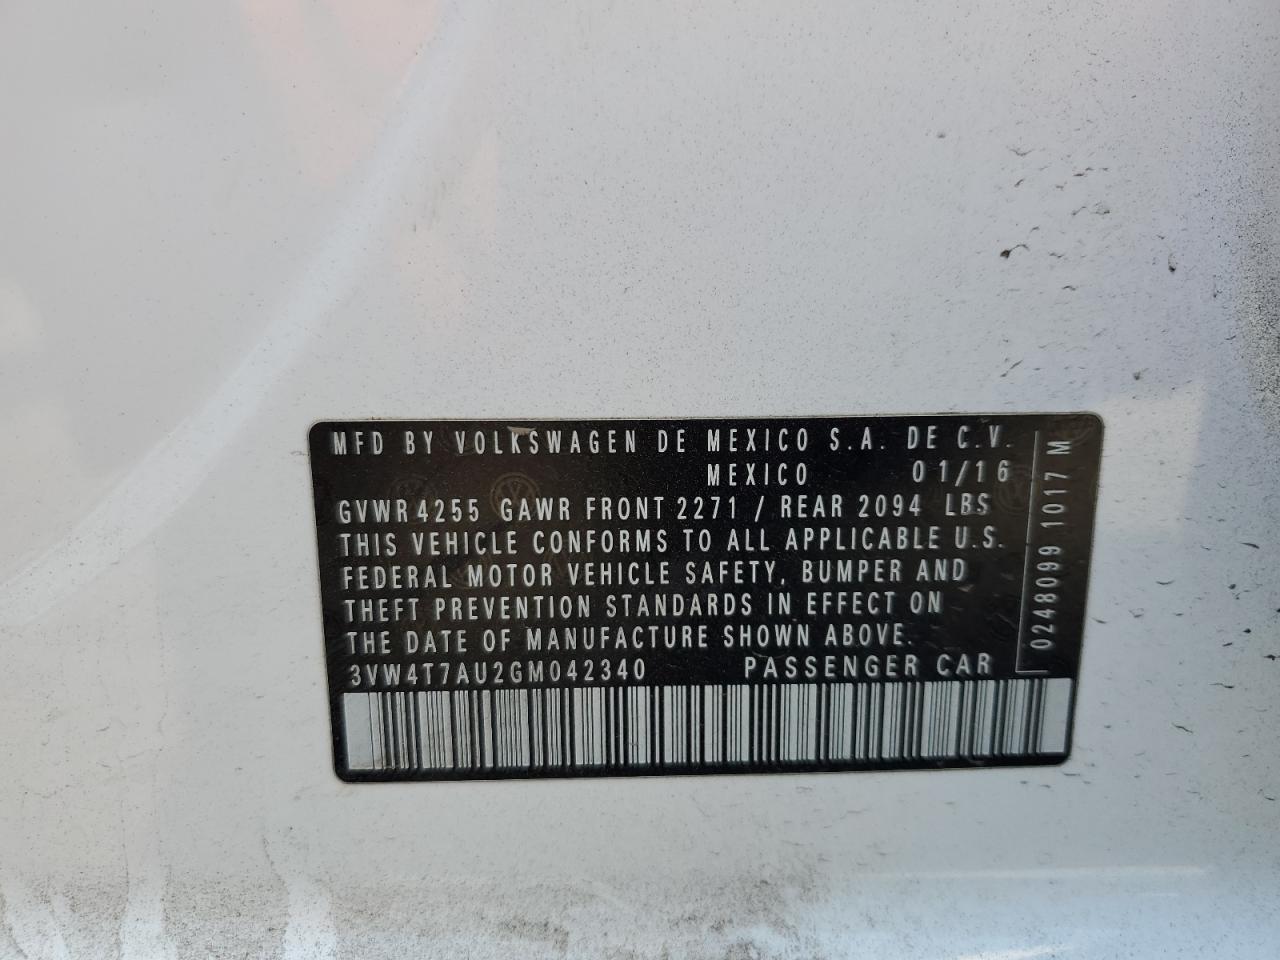 MFD BY VOLKSWAGEN DE MEXICO S.A. DE C.V.
MEXICO 01/16
GVWR 4255 GAWR FRONT 2271 / REAR 2094 LBS
THIS VEHICLE CONFORMS TO ALL APPLICABLE U.S.
FEDERAL MOTOR VEHICLE SAFETY, BUMPER AND
THEFT PREVENTION STANDARDS IN EFFECT ON
THE DATE OF MANUFACTURE SHOWN ABOVE.
3VW4T7AU2GM042340 PASSENGER CAR
0248099 1017 M